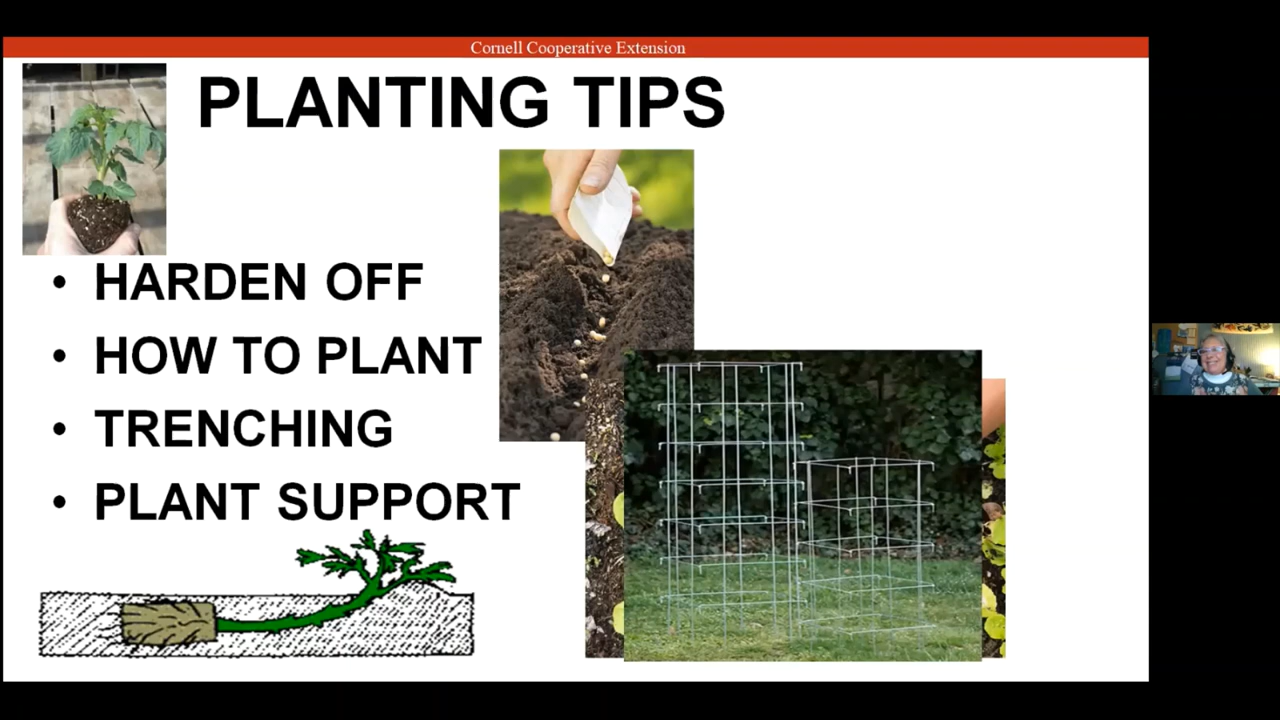 Cornell Cooperative Extension
PLANTING TIPS
• HARDEN OFF
• HOW TO PLANT
• TRENCHING
• PLANT SUPPORT